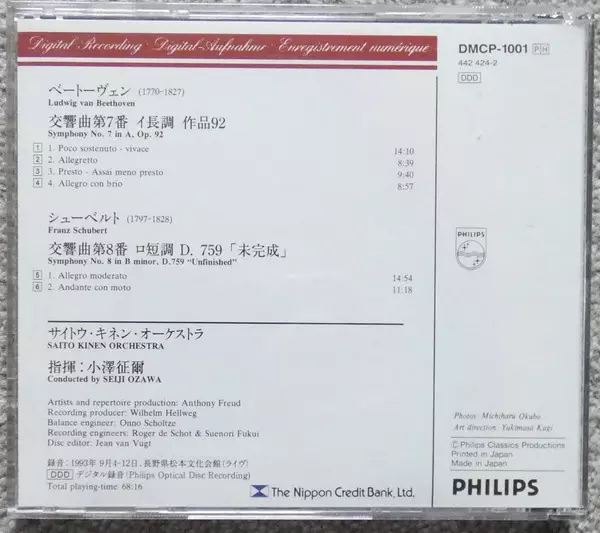 Digital Recording · Digital-Aufnahme · Enregistrement numérique
DMCP-1001 PH
442 424-2
DDD
ベートーヴェン (1770-1827)
Ludwig van Beethoven
交響曲第7番 イ長調 作品92
Symphony No. 7 in A, Op. 92
1 1. Poco sostenuto - vivace 14:10
2 2. Allegretto 8:39
3 3. Presto - Assai meno presto 9:40
4 4. Allegro con brio 8:57
シューベルト (1797-1828)
Franz Schubert
交響曲第8番 ロ短調 D. 759「未完成」
Symphony No. 8 in B minor, D.759 "Unfinished"
5 1. Allegro moderato 14:54
6 2. Andante con moto 11:18
PHILIPS
サイトウ・キネン・オーケストラ
SAITO KINEN ORCHESTRA
指揮：小澤征爾
Conducted by SEIJI OZAWA
Artists and repertoire production: Anthony Freud
Recording producer: Wilhelm Hellweg
Balance engineer: Onno Scholtze
Recording engineers: Roger de Schot & Suenori Fukui
Disc editor: Jean van Vugt
録音：1993年 9月4-12日、長野県松本文化会館(ライヴ)
DDD デジタル録音 (Philips Optical Disc Recording)
Total playing-time 68:16
The Nippon Credit Bank, Ltd.
Photos: Michiharu Okubo
Art direction: Yukimasa Kagi
©Philips Classics Productions
Printed in Japan
Made in Japan
PHILIPS